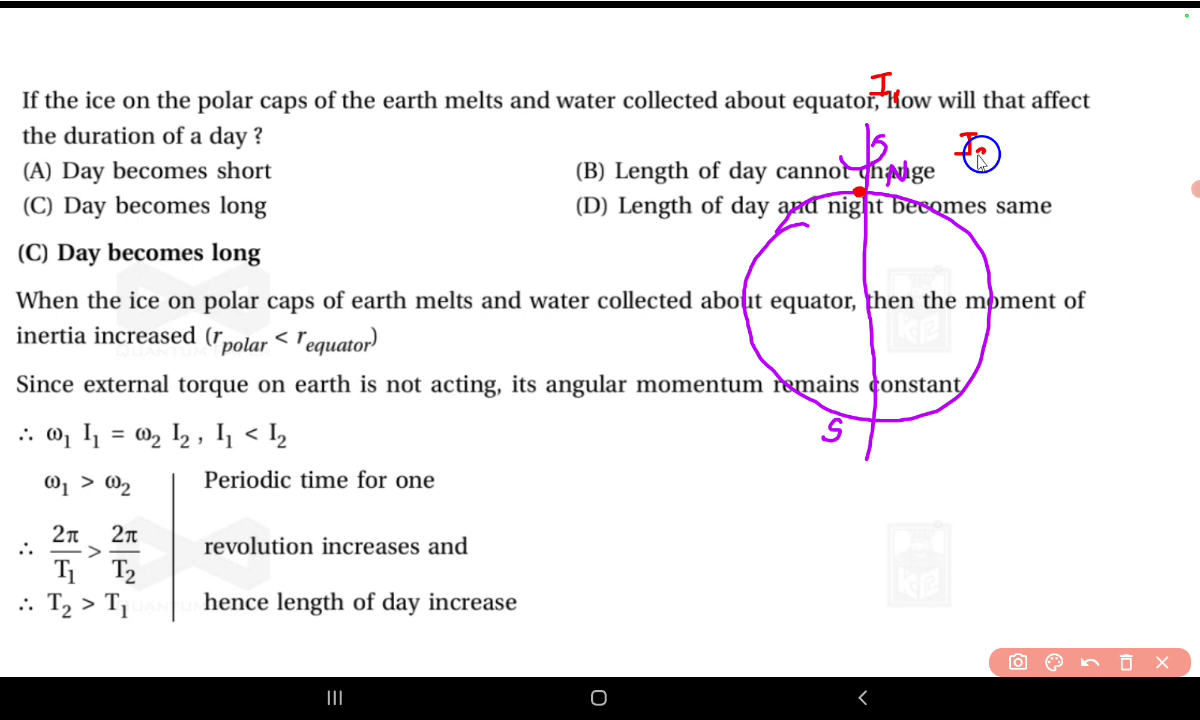 If the ice on the polar caps of the earth melts and water collected about equator, how will that affect
the duration of a day ?
(A) Day becomes short
(B) Length of day cannot change
(C) Day becomes long
(D) Length of day and night becomes same
(C) Day becomes long
When the ice on polar caps of earth melts and water collected about equator, then the moment of
inertia increased (r_polar < r_equator)
Since external torque on earth is not acting, its angular momentum remains constant,
∴ ω₁ I₁ = ω₂ I₂ , I₁ < I₂
ω₁ > ω₂
Periodic time for one
∴ 2π/T₁ > 2π/T₂
revolution increases and
∴ T₂ > T₁
hence length of day increase
I₁
I₂
N
S